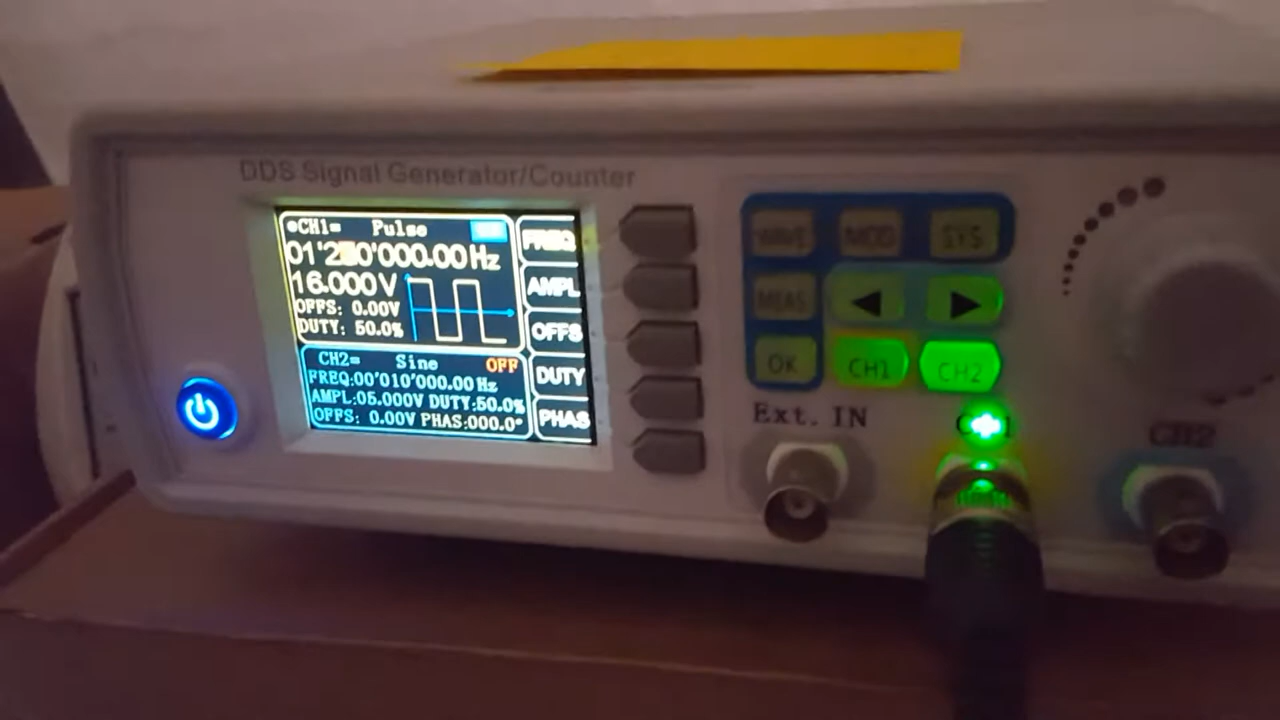 DDS Signal Generator/Counter
CH1= Pulse
16.000V
OFFS: 0.00V
DUTY: 50.0%
FREQ
AMPL
OFFS
DUTY
PHAS
CH2= Sine OFF
FREQ:00'010'000.00 Hz
AMPL:05.000V DUTY:50.0%
OFFS: 0.00V PHAS:000.0°
WAVE MOD SYS
MEAS
OK CH1 CH2
Ext. IN
CH2